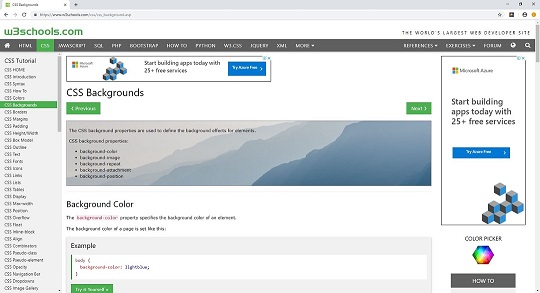 CSS Backgrounds
https://www.w3schools.com/css/css_background.asp
w3schools.com
THE WORLD'S LARGEST WEB DEVELOPER SITE
HTML CSS JAVASCRIPT SQL PHP BOOTSTRAP HOW TO PYTHON W3.CSS JQUERY XML MORE REFERENCES EXERCISES FORUM
CSS Tutorial
CSS HOME
CSS Introduction
CSS Syntax
CSS How To
CSS Colors
CSS Backgrounds
CSS Borders
CSS Margins
CSS Padding
CSS Height/Width
CSS Box Model
CSS Outline
CSS Text
CSS Fonts
CSS Icons
CSS Links
CSS Lists
CSS Tables
CSS Display
CSS Max-width
CSS Position
CSS Overflow
CSS Float
CSS Inline-block
CSS Align
CSS Combinators
CSS Pseudo-class
CSS Pseudo-element
CSS Opacity
CSS Navigation Bar
CSS Dropdowns
CSS Image Gallery
Microsoft Azure
Start building apps today with
25+ free services
Try Azure Free
CSS Backgrounds
❮ Previous
Next ❯
The CSS background properties are used to define the background effects for elements.
CSS background properties:
• background-color
• background-image
• background-repeat
• background-attachment
• background-position
Background Color
The background-color property specifies the background color of an element.
The background color of a page is set like this:
Example
body {
background-color: lightblue;
}
Try it Yourself »
Microsoft Azure
Start building
apps today with
25+ free services
Try Azure Free
COLOR PICKER
HOW TO